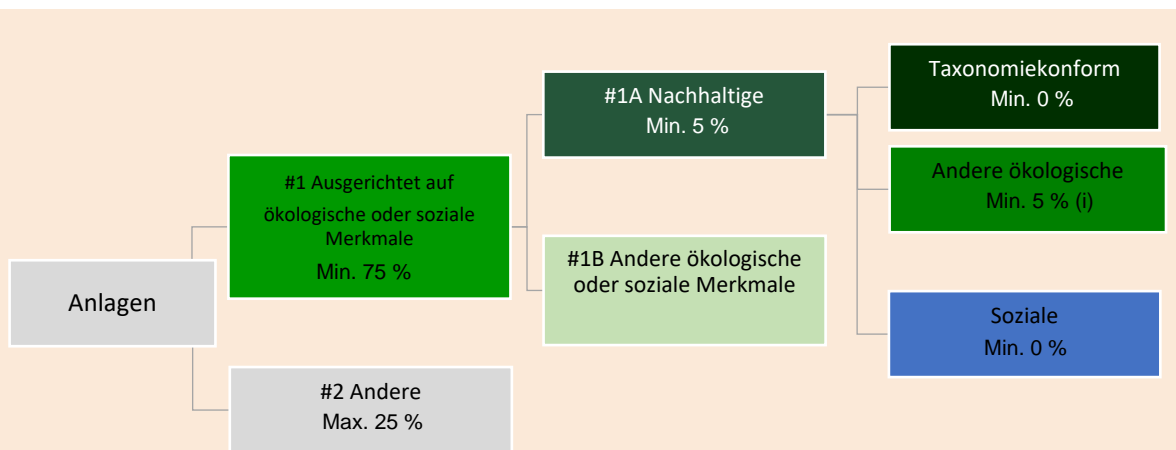 Anlagen
#1 Ausgerichtet auf
ökologische oder soziale
Merkmale
Min. 75 %
#2 Andere
Max. 25 %
#1A Nachhaltige
Min. 5 %
#1B Andere ökologische
oder soziale Merkmale
Taxonomiekonform
Min. 0 %
Andere ökologische
Min. 5 % (i)
Soziale
Min. 0 %